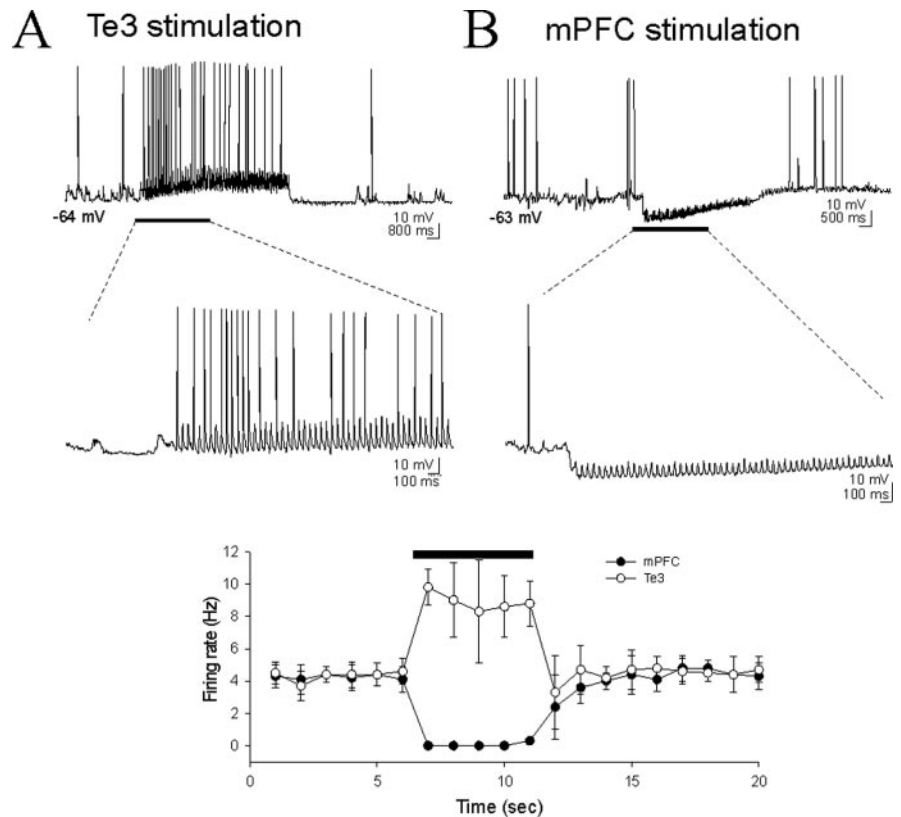 A Te3 stimulation
B mPFC stimulation
-64 mV
10 mV
800 ms
-63 mV
10 mV
500 ms
10 mV
100 ms
10 mV
100 ms
12
10
8
6
4
2
0
Firing rate (Hz)
mPFC
Te3
0 5 10 15 20
Time (sec)